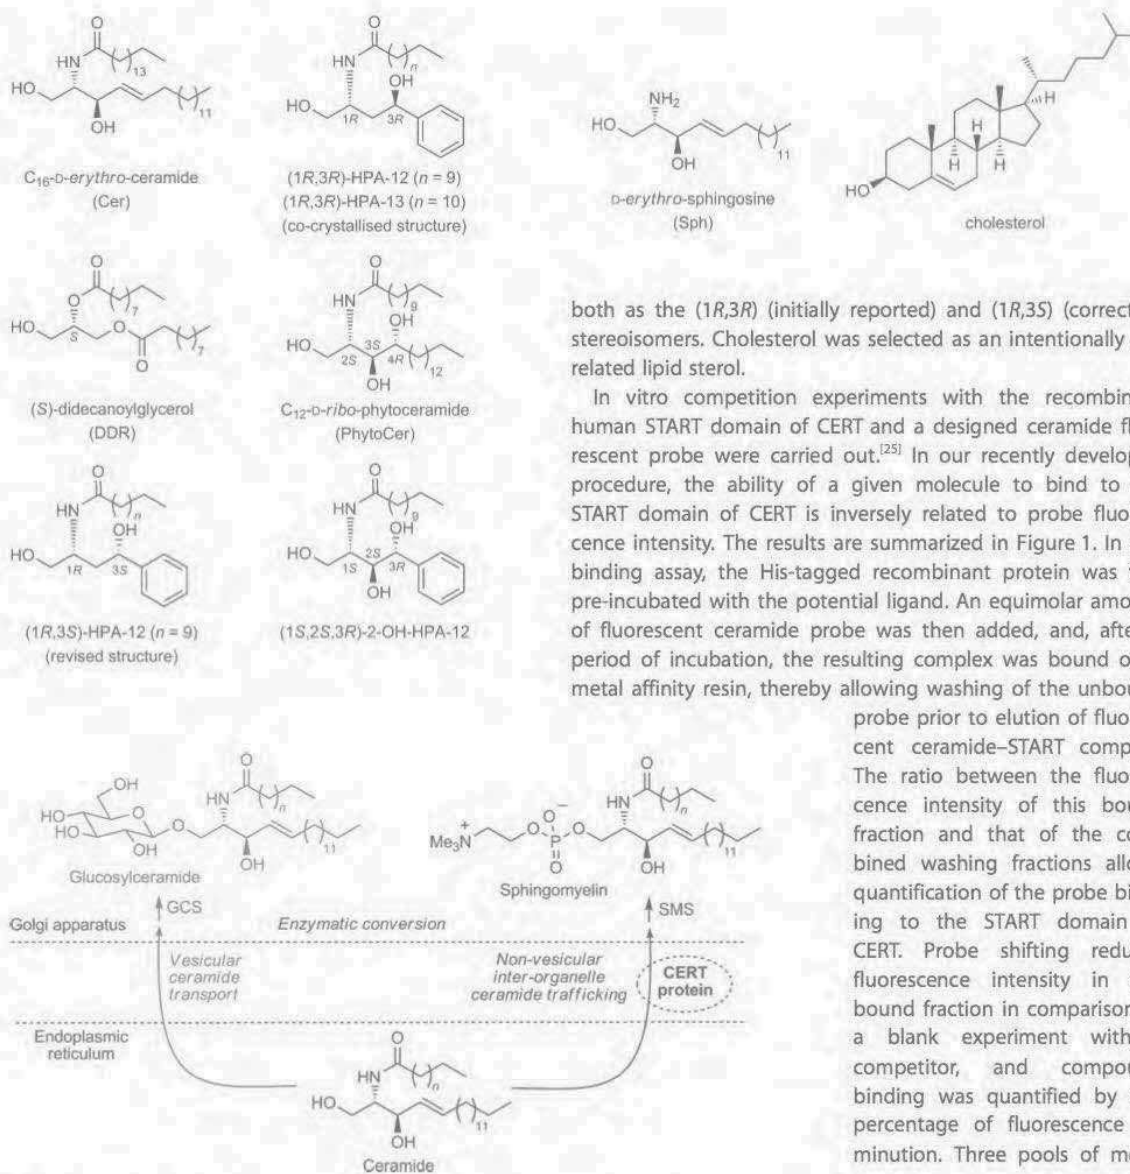 O
HN
13
HO
11
OH
C16-D-erythro-ceramide
(Cer)
O
HN
n
OH
HO
1R
3R
(1R,3R)-HPA-12 (n = 9)
(1R,3R)-HPA-13 (n = 10)
(co-crystallised structure)
NH2
HO
OH
11
D-erythro-sphingosine
(Sph)
H
H
H
H
HO
cholesterol
O
O
7
HO
S
O
O
7
(S)-didecanoylglycerol
(DDR)
O
HN
9
OH
HO
3S
2S
4R
12
OH
C12-D-ribo-phytoceramide
(PhytoCer)
O
HN
n
OH
HO
1R
3S
(1R,3S)-HPA-12 (n = 9)
(revised structure)
O
HN
9
OH
HO
2S
1S
3R
OH
(1S,2S,3R)-2-OH-HPA-12
both as the (1R,3R) (initially reported) and (1R,3S) (correct
stereoisomers. Cholesterol was selected as an intentionally
related lipid sterol.
In vitro competition experiments with the recombin
human START domain of CERT and a designed ceramide fl
rescent probe were carried out.[25] In our recently develop
procedure, the ability of a given molecule to bind to
START domain of CERT is inversely related to probe fluo
cence intensity. The results are summarized in Figure 1. In
binding assay, the His-tagged recombinant protein was
pre-incubated with the potential ligand. An equimolar amo
of fluorescent ceramide probe was then added, and, afte
period of incubation, the resulting complex was bound o
metal affinity resin, thereby allowing washing of the unbou
probe prior to elution of fluo
cent ceramide–START comp
The ratio between the fluo
cence intensity of this bou
fraction and that of the co
bined washing fractions allo
quantification of the probe bi
ing to the START domain
CERT. Probe shifting redu
fluorescence intensity in
bound fraction in comparison
a blank experiment with
competitor, and compou
binding was quantified by
percentage of fluorescence
minution. Three pools of m
OH
HO
HO
O
OH
O
O
HN
n
OH
11
Glucosylceramide
Me3N+
O
O−
P
O
O
O
HN
n
OH
11
Sphingomyelin
GCS
SMS
Golgi apparatus
Enzymatic conversion
Vesicular
ceramide
transport
Non-vesicular
inter-organelle
ceramide trafficking
CERT
protein
Endoplasmic
reticulum
O
HN
n
HO
11
OH
Ceramide